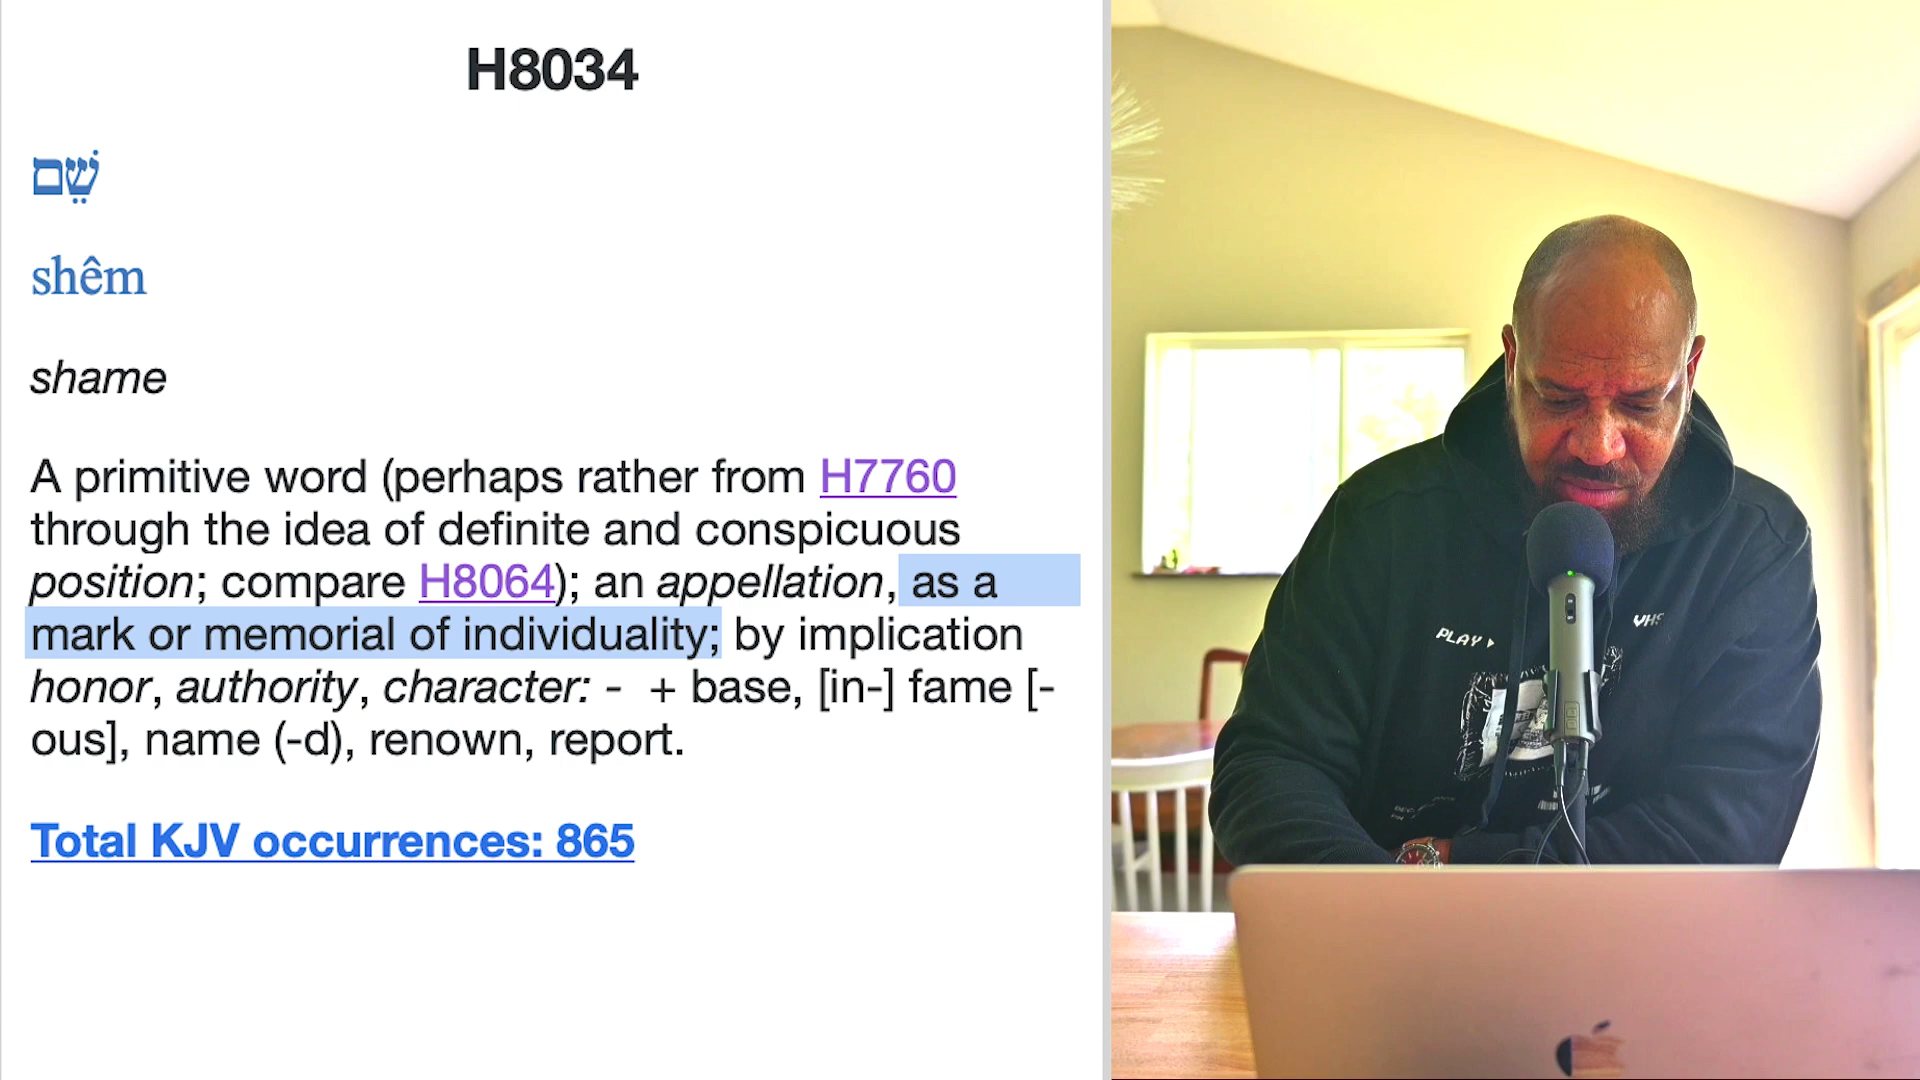 H8034
שֵׁם
shêm
shame
A primitive word (perhaps rather from H7760
through the idea of definite and conspicuous
position; compare H8064); an appellation, as a
mark or memorial of individuality; by implication
honor, authority, character: - + base, [in-] fame [-
ous], name (-d), renown, report.
Total KJV occurrences: 865
PLAY
VHS